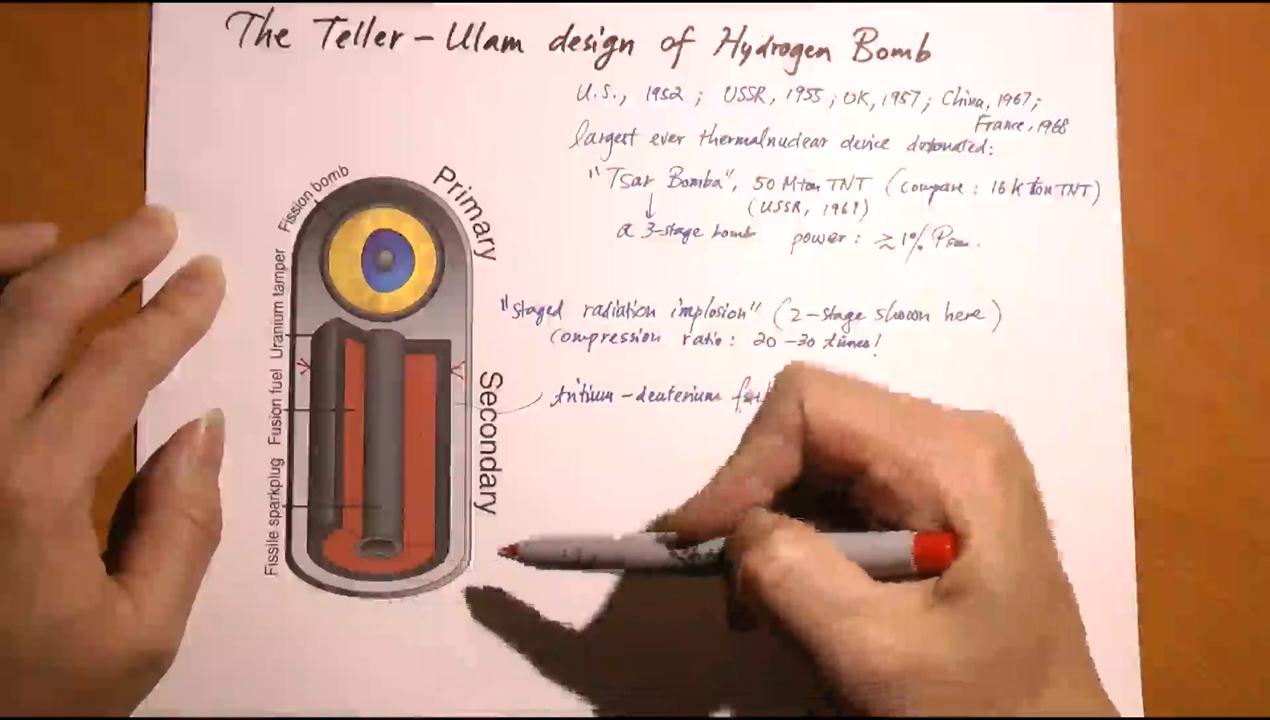 The Teller - Ulam design of Hydrogen Bomb
U.S., 1952; USSR, 1955; UK, 1957; China, 1967;
France, 1968
largest ever thermalnuclear device detonated:
"Tsar Bomba", 50 Mton TNT (compare: 16 k ton TNT)
(USSR, 1961)
a 3-stage bomb power: ≳1%
"staged radiation implosion" (2-stage shown here)
compression ratio: 20-30 times!
tritium-deuterium
Fission bomb
Primary
Uranium tamper
Fusion fuel
Fissile sparkplug
Secondary